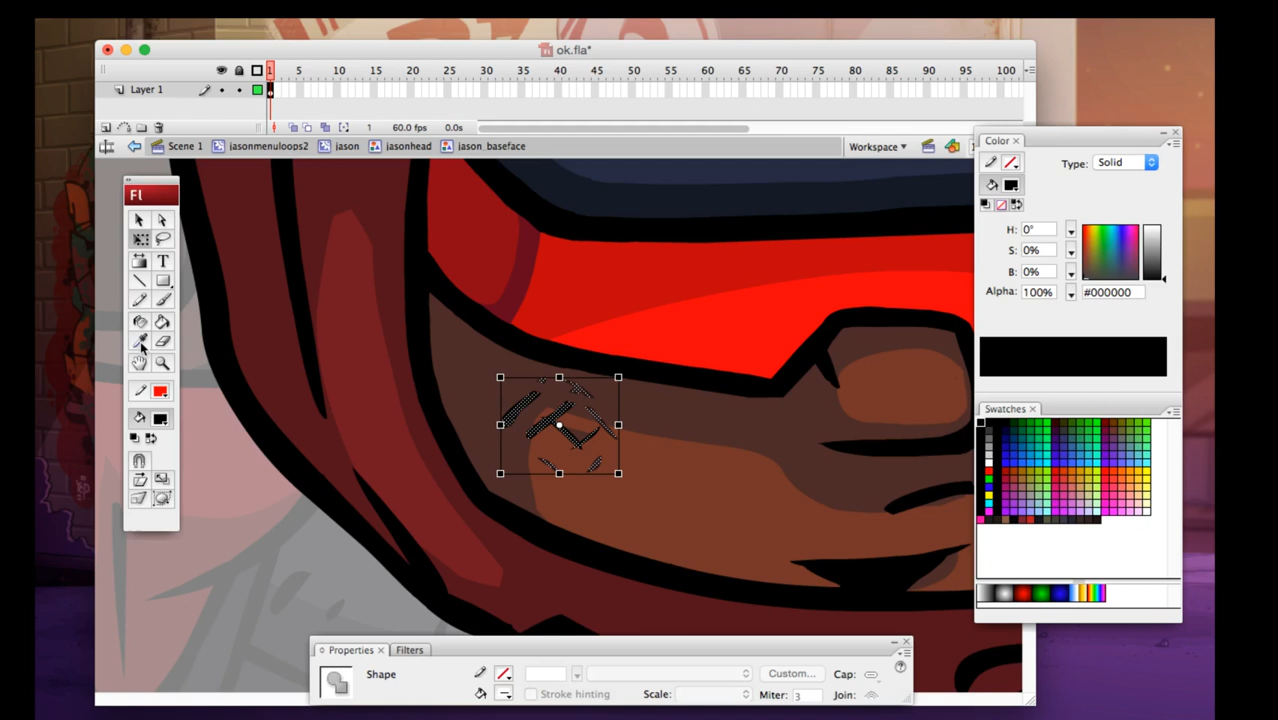 ok.fla*
1 5 10 15 20 25 30 35 40 45 50 55 60 65 70 75 80 85 90 95 100
Layer 1
1 60.0 fps 0.0s
Scene 1 jasonmenuloops2 jason jasonhead jason_baseface Workspace
Fl
T
Color
Type: Solid
H: 0°
S: 0%
B: 0%
Alpha: 100% #000000
Swatches
Properties Filters
Shape Custom... Cap:
Stroke hinting Scale: Miter: 3 Join: